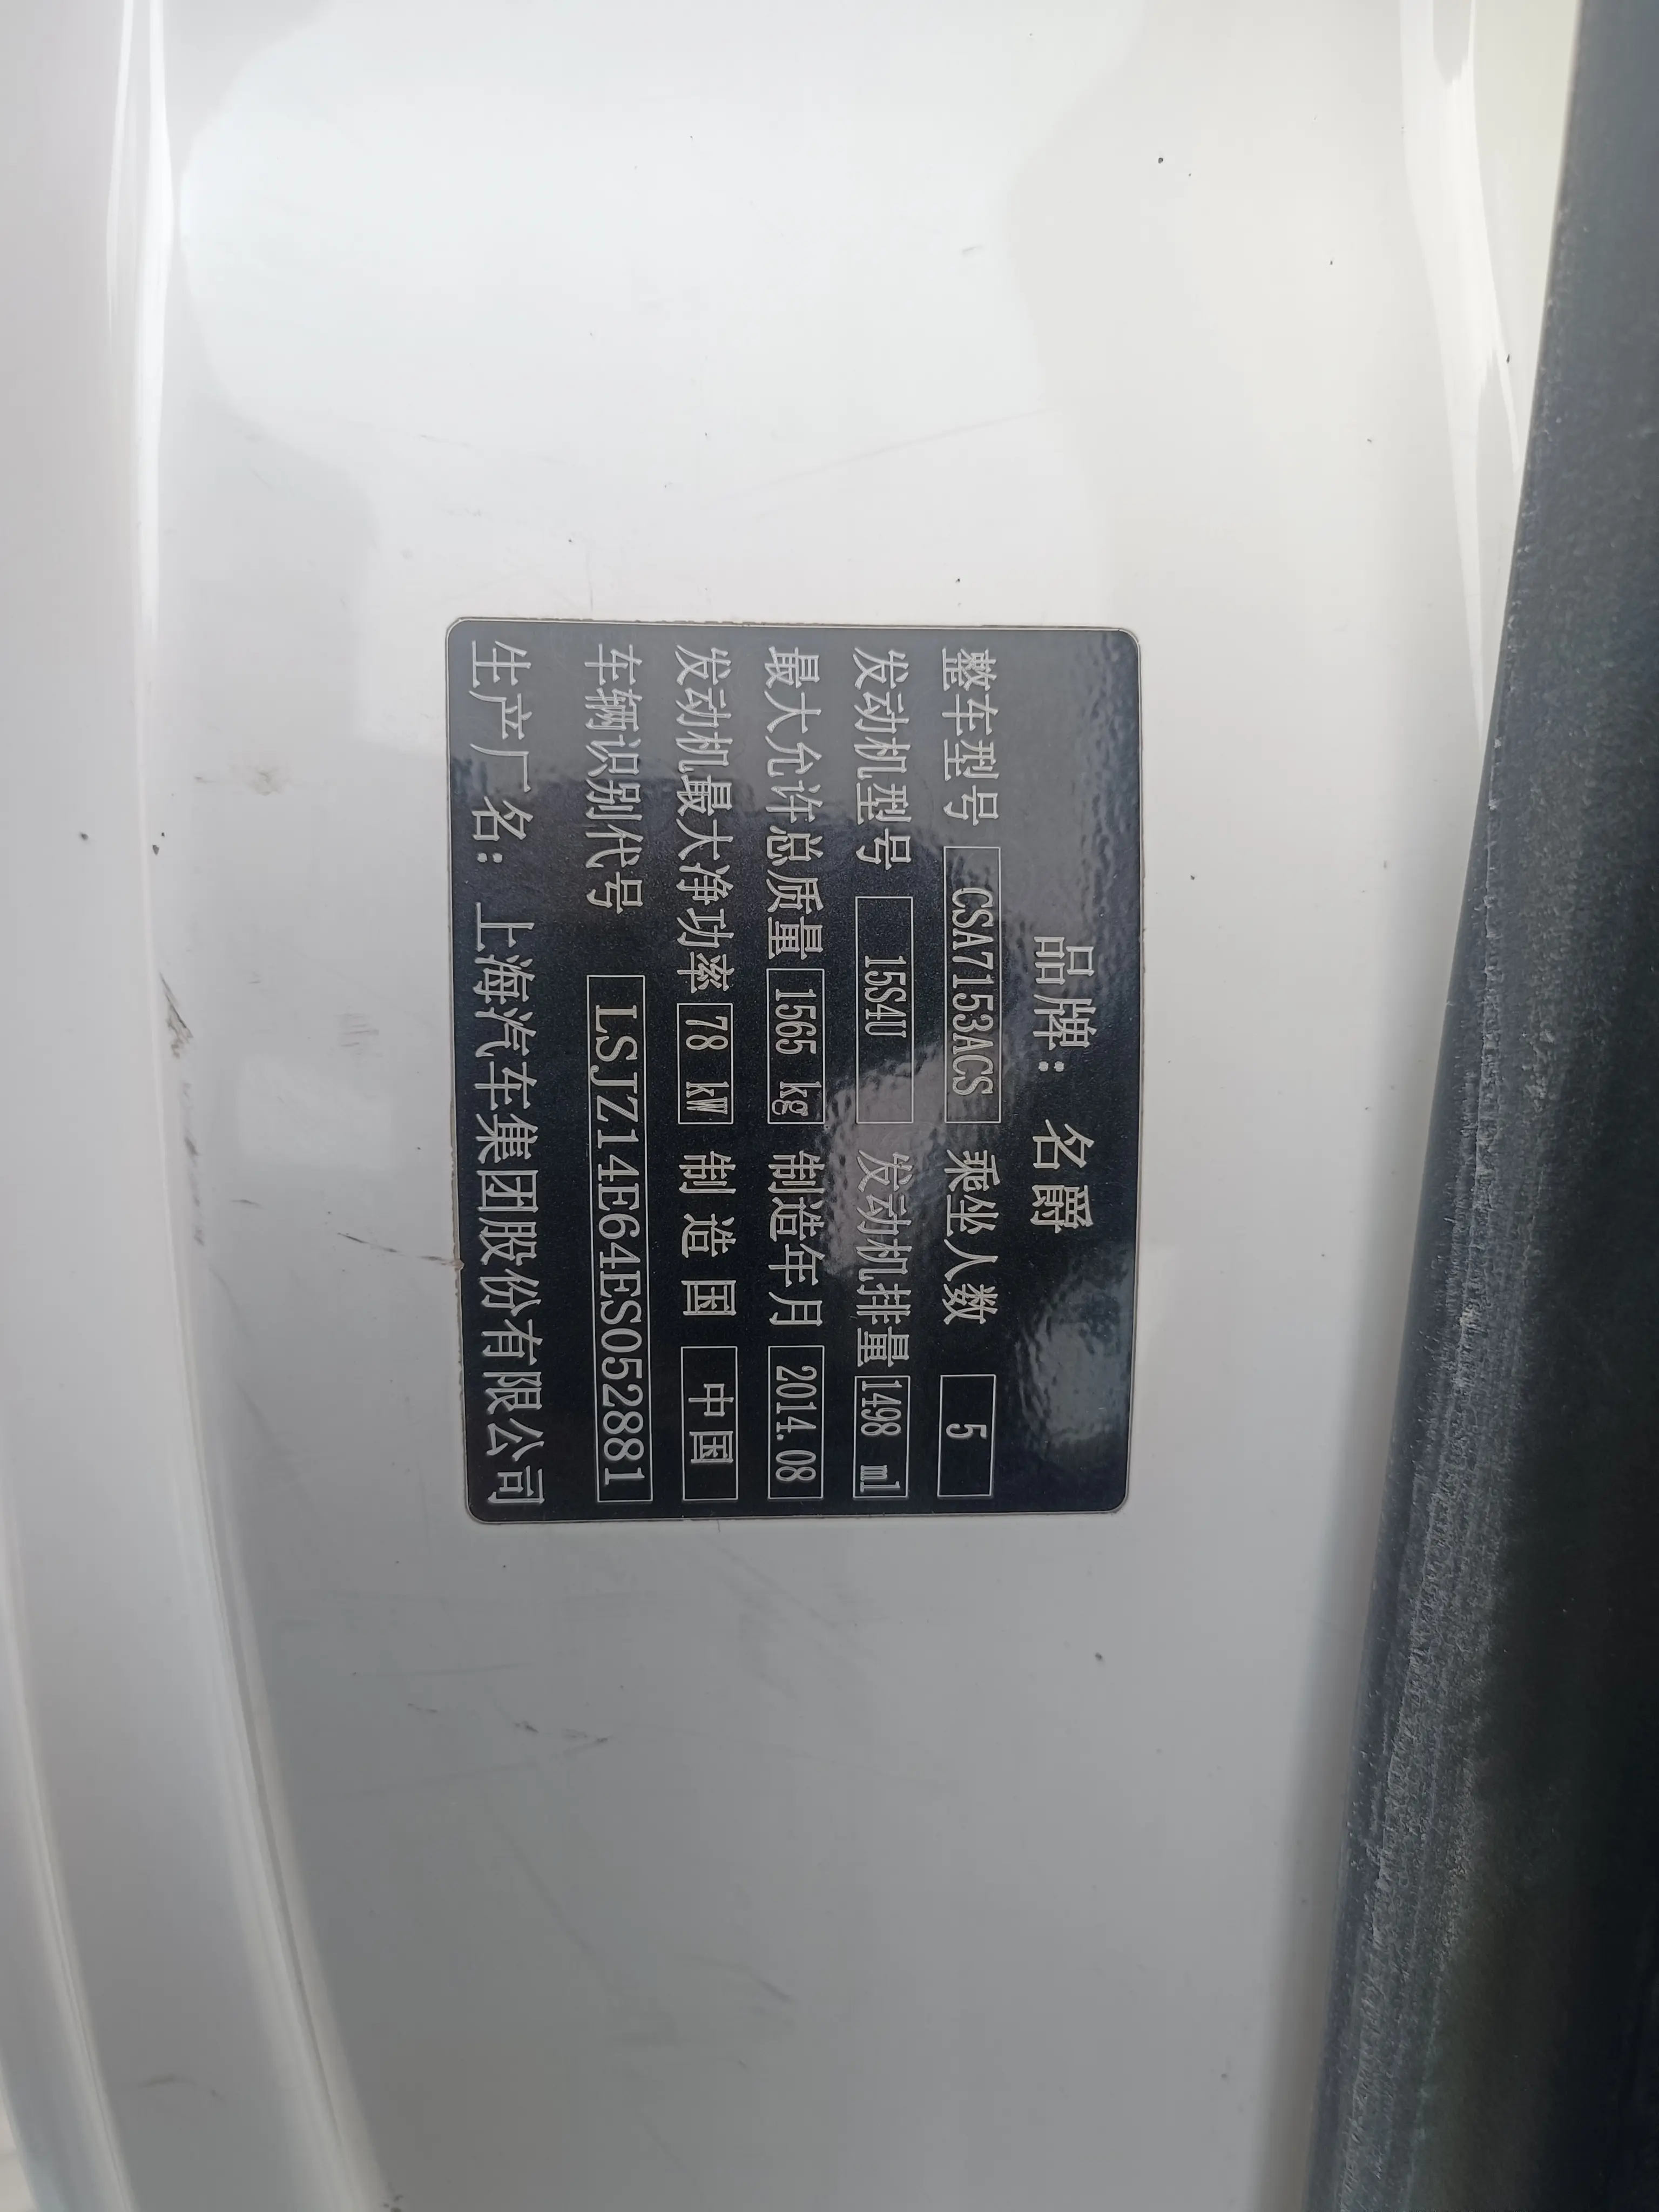 品牌: 名爵
整车型号 CSA7153ACS 乘坐人数 5
发动机型号 15S4U 发动机排量 1498 ml
最大允许总质量 1565 kg 制造年月 2014.08
发动机最大净功率 78 kW 制造国 中国
车辆识别代号 LSJZ14E64ES052881
生产厂名: 上海汽车集团股份有限公司